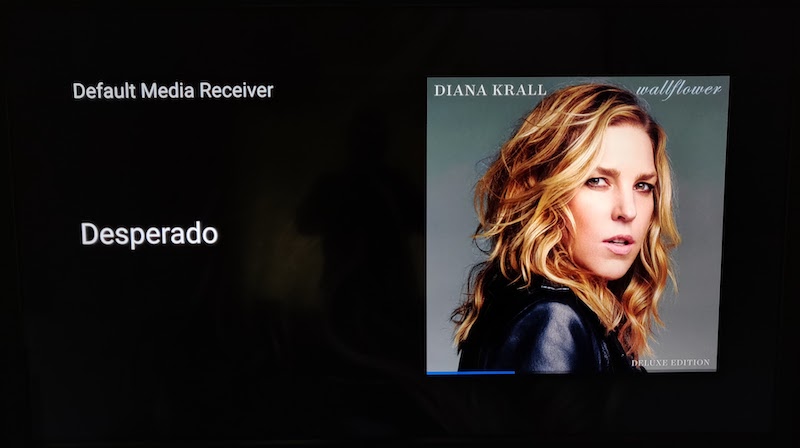 Default Media Receiver
DIANA KRALL
wallflower
Desperado
DELUXE EDITION